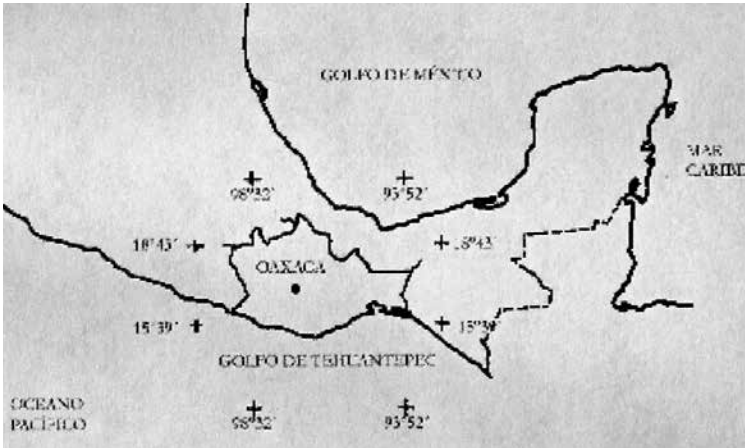 GOLFO DE MÉXICO
MAR
CARIBE
98°32´
93°52´
18°43´
18°43´
OAXACA
15°39´
15°39´
GOLFO DE TEHUANTEPEC
OCEANO
PACÍFICO
98°32´
93°52´